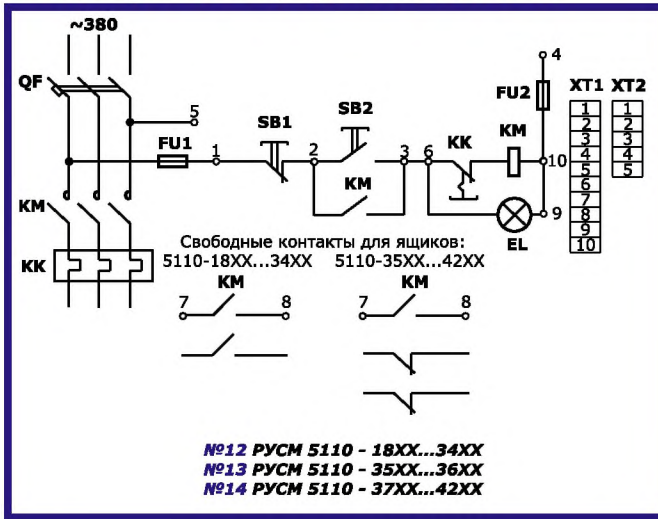 ~380
QF
5
FU1
1
SB1
2
SB2
3
6
KK
KM
4
FU2
10
9
EL
KM
KM
KK
XT1 XT2
1 1
2 2
3 3
4 4
5 5
6
7
8
9
10
Свободные контакты для ящиков:
5110-18XX...34XX 5110-35XX...42XX
KM KM
7 8 7 8
№12 РУСМ 5110 - 18XX...34XX
№13 РУСМ 5110 - 35XX...36XX
№14 РУСМ 5110 - 37XX...42XX